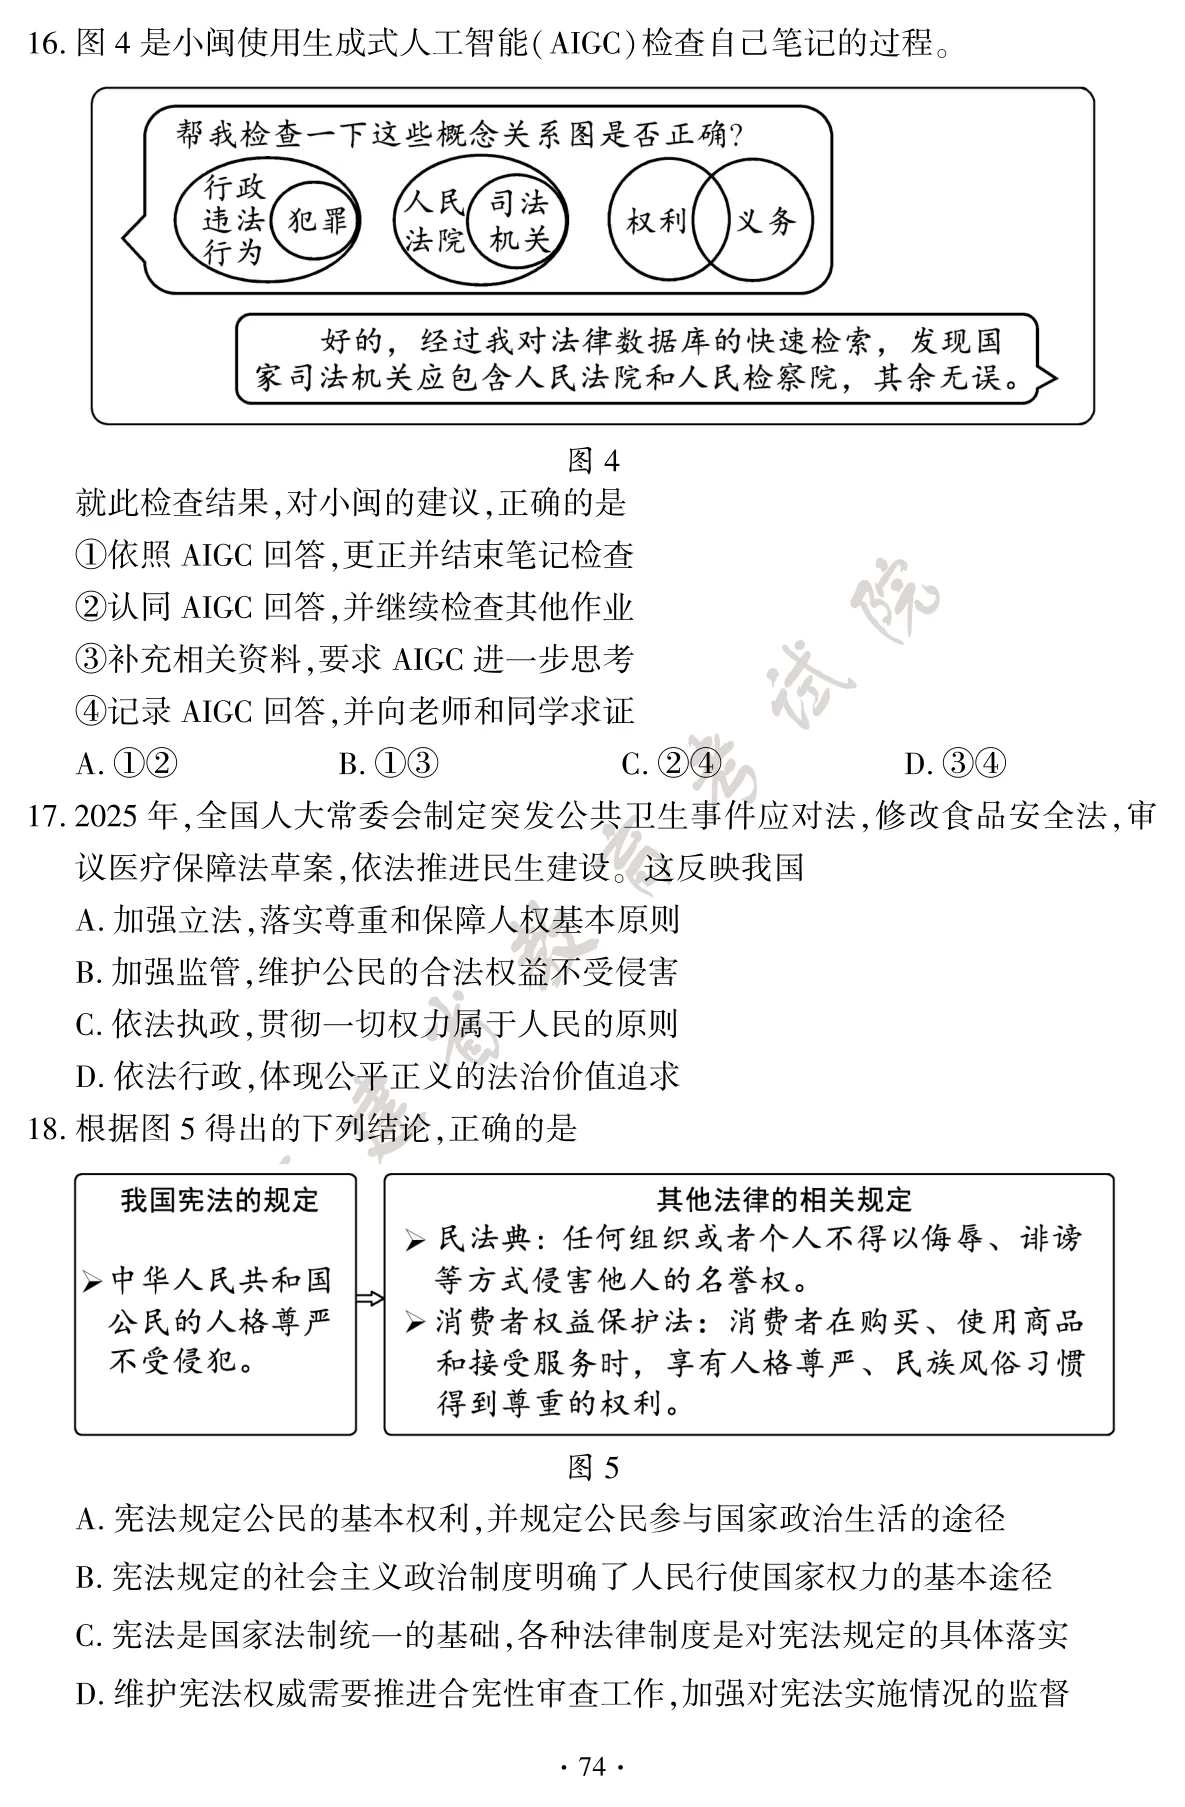 16. 图 4 是小闽使用生成式人工智能(AIGC)检查自己笔记的过程。
帮我检查一下这些概念关系图是否正确?
行政
违法
行为
犯罪
人民
法院
司法
机关
权利
义务
好的，经过我对法律数据库的快速检索，发现国
家司法机关应包含人民法院和人民检察院，其余无误。
图 4
就此检查结果,对小闽的建议,正确的是
①依照 AIGC 回答,更正并结束笔记检查
②认同 AIGC 回答,并继续检查其他作业
③补充相关资料,要求 AIGC 进一步思考
④记录 AIGC 回答,并向老师和同学求证
A. ①② B. ①③ C. ②④ D. ③④
17. 2025 年,全国人大常委会制定突发公共卫生事件应对法,修改食品安全法,审
议医疗保障法草案,依法推进民生建设。这反映我国
A. 加强立法,落实尊重和保障人权基本原则
B. 加强监管,维护公民的合法权益不受侵害
C. 依法执政,贯彻一切权力属于人民的原则
D. 依法行政,体现公平正义的法治价值追求
18. 根据图 5 得出的下列结论,正确的是
我国宪法的规定
➢ 中华人民共和国
公民的人格尊严
不受侵犯。
其他法律的相关规定
➢ 民法典：任何组织或者个人不得以侮辱、诽谤
等方式侵害他人的名誉权。
➢ 消费者权益保护法：消费者在购买、使用商品
和接受服务时，享有人格尊严、民族风俗习惯
得到尊重的权利。
图 5
A. 宪法规定公民的基本权利,并规定公民参与国家政治生活的途径
B. 宪法规定的社会主义政治制度明确了人民行使国家权力的基本途径
C. 宪法是国家法制统一的基础,各种法律制度是对宪法规定的具体落实
D. 维护宪法权威需要推进合宪性审查工作,加强对宪法实施情况的监督
· 74 ·
建省教育考试院